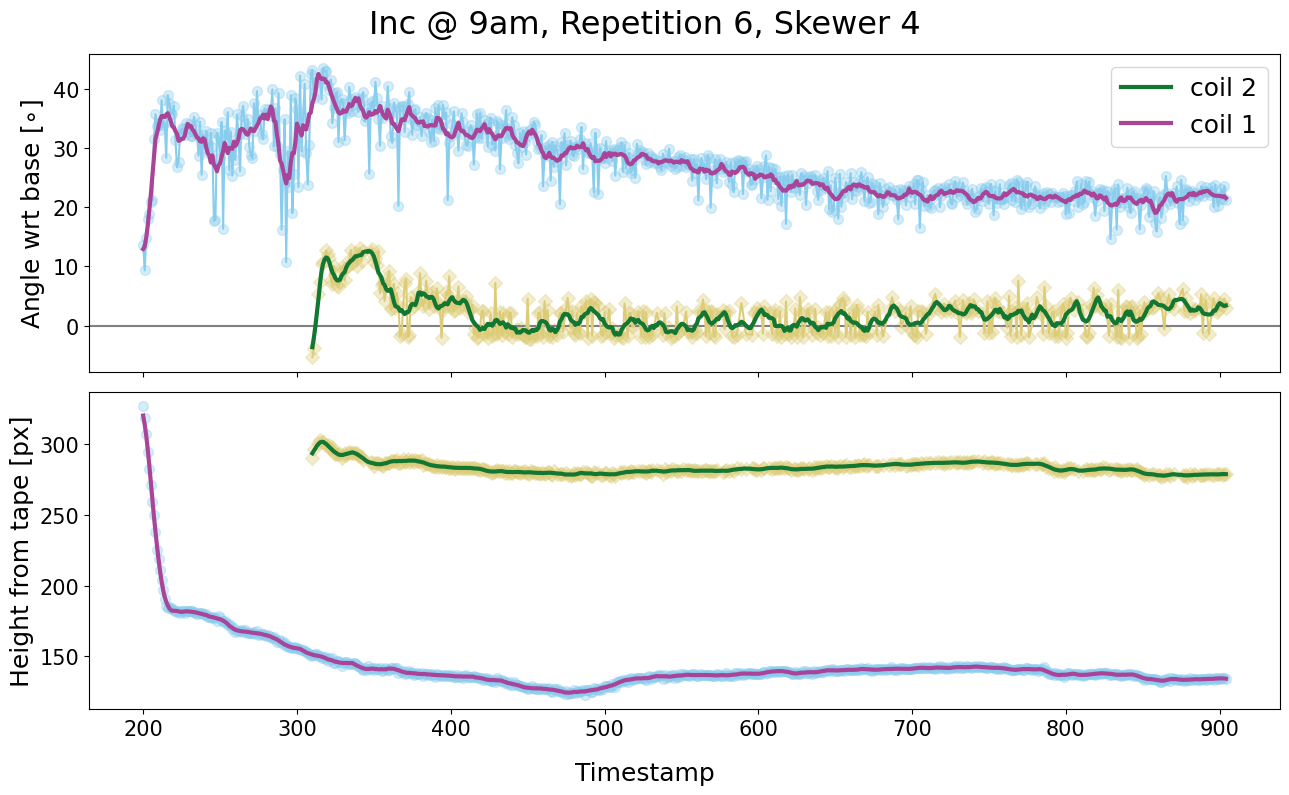 Inc @ 9am, Repetition 6, Skewer 4
Angle wrt base [∘]
40
30
20
10
0
coil 2
coil 1
Height from tape [px]
300
250
200
150
200 300 400 500 600 700 800 900
Timestamp